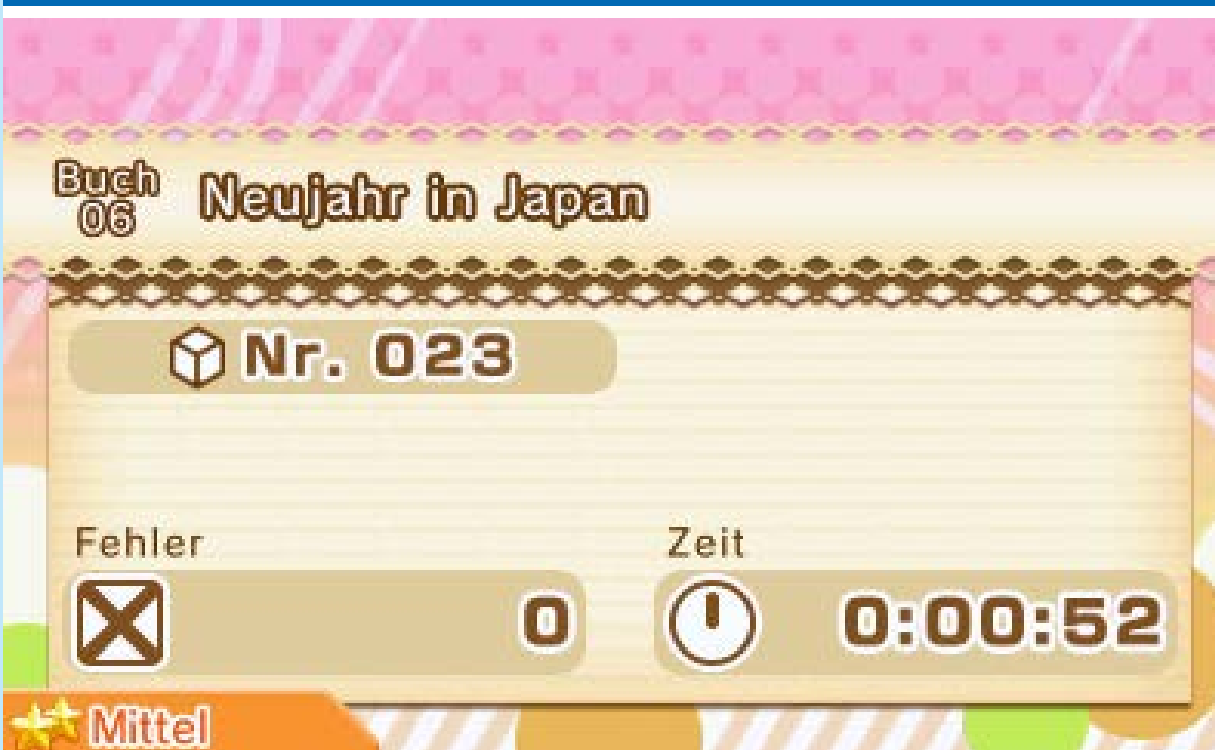 Buch
06
Neujahr in Japan
Nr. 023
Fehler
Zeit
0
0:00:52
Mittel